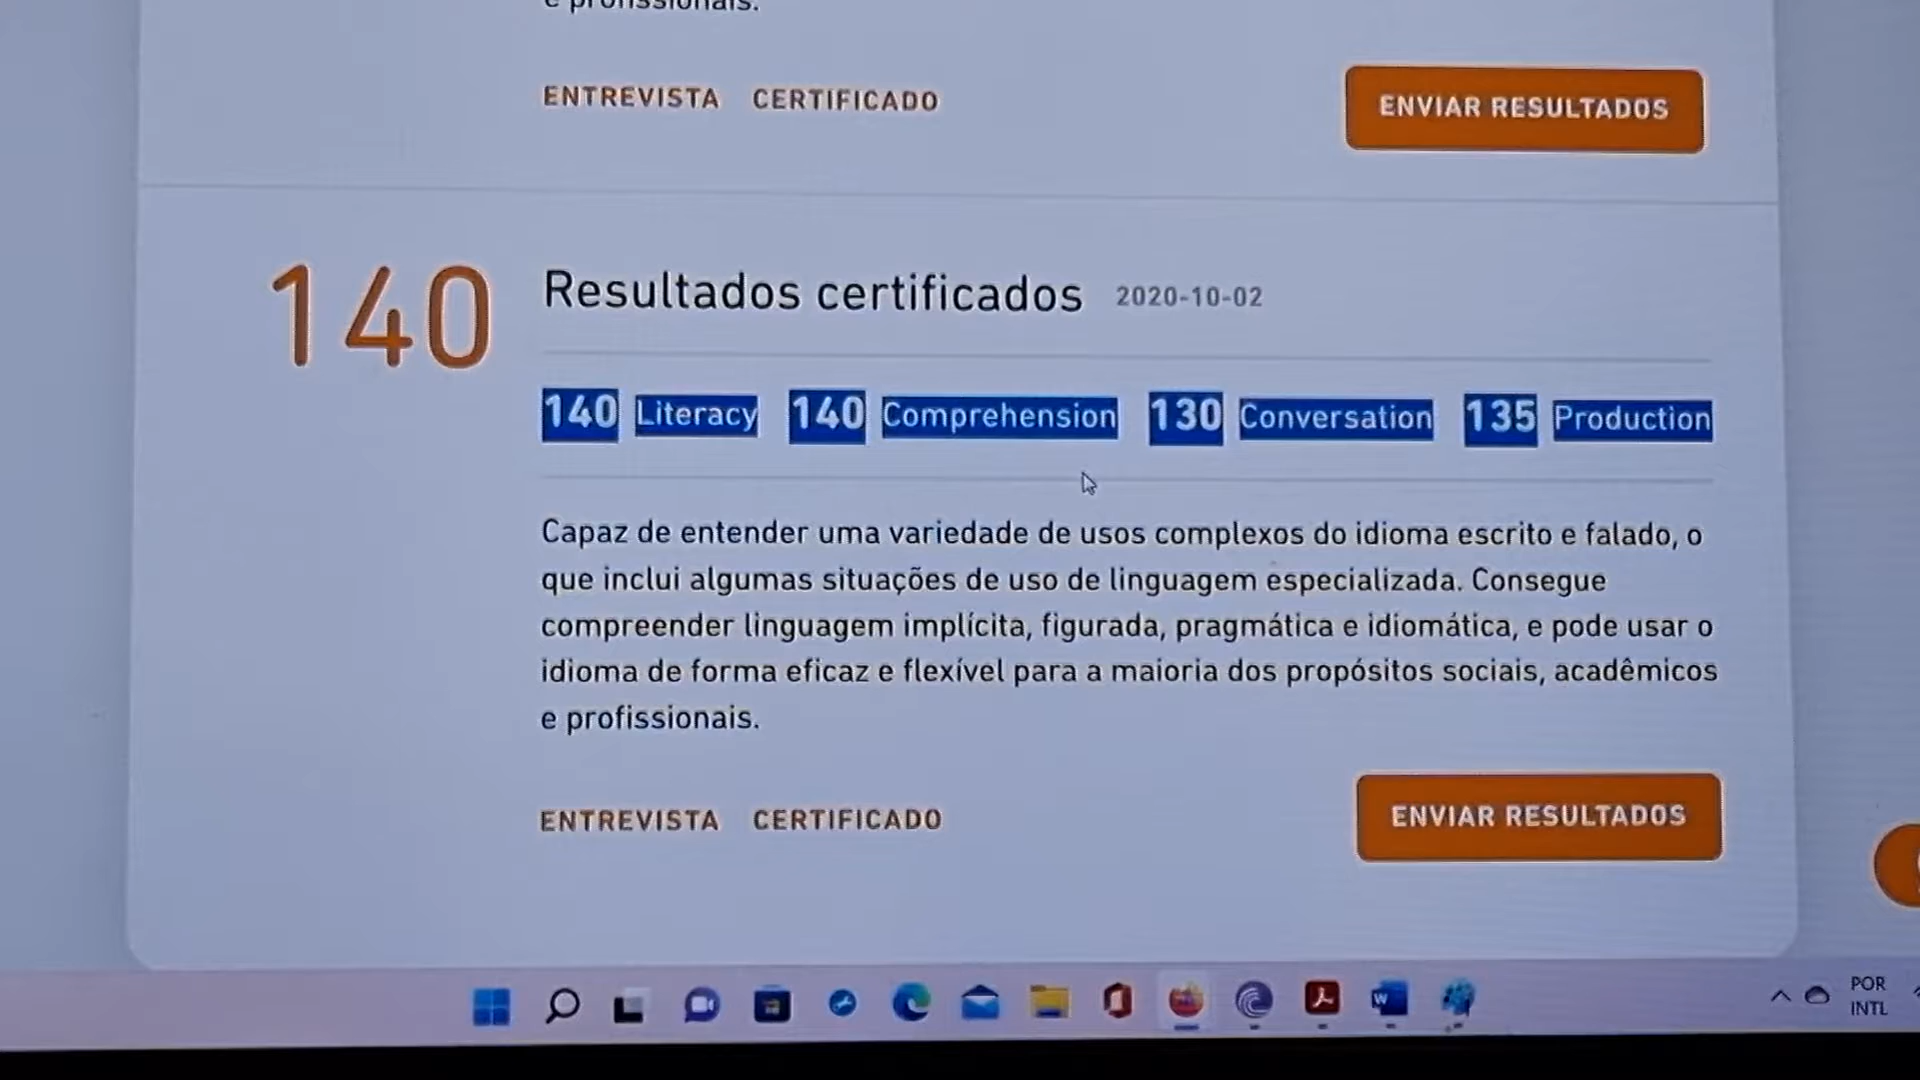 e profissionais.
ENTREVISTA CERTIFICADO ENVIAR RESULTADOS
140 Resultados certificados 2020-10-02
140 Literacy 140 Comprehension 130 Conversation 135 Production
Capaz de entender uma variedade de usos complexos do idioma escrito e falado, o
que inclui algumas situações de uso de linguagem especializada. Consegue
compreender linguagem implícita, figurada, pragmática e idiomática, e pode usar o
idioma de forma eficaz e flexível para a maioria dos propósitos sociais, acadêmicos
e profissionais.
ENTREVISTA CERTIFICADO ENVIAR RESULTADOS
POR
INTL